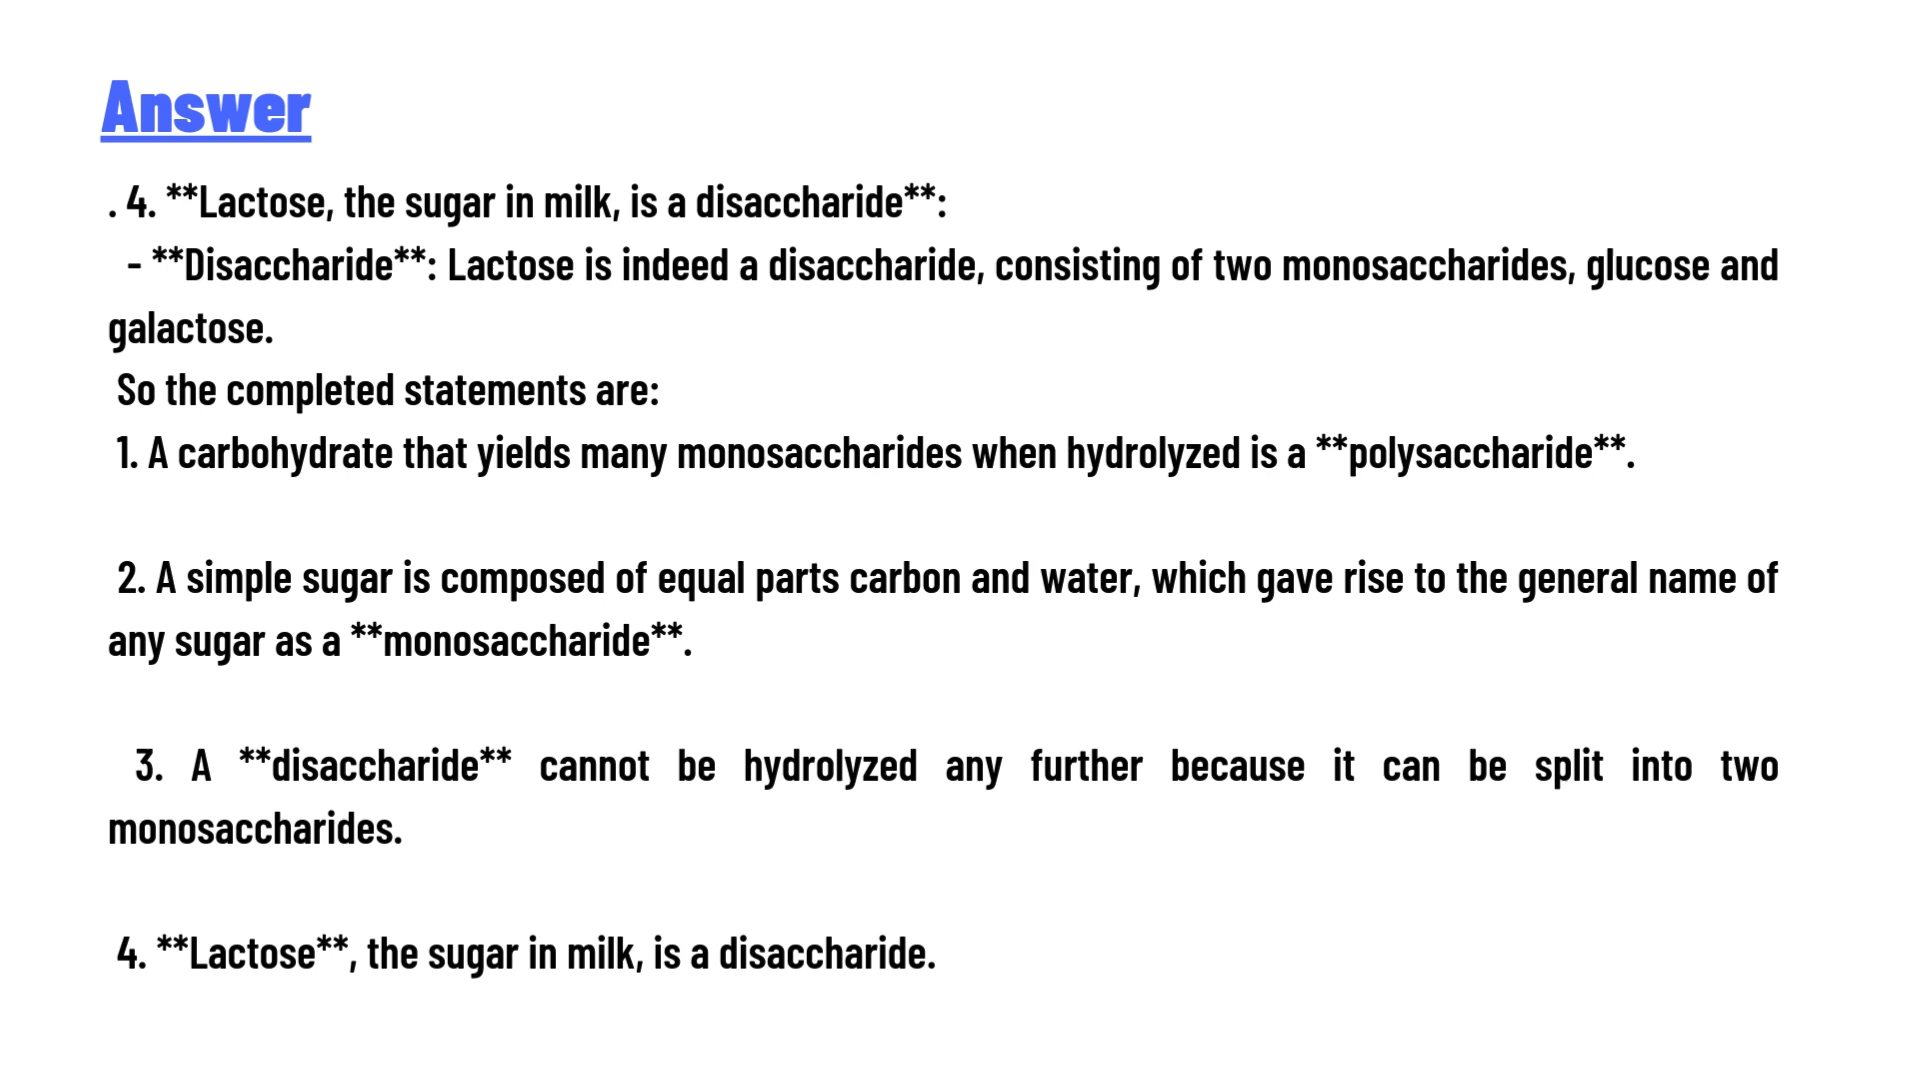 Answer
. 4. **Lactose, the sugar in milk, is a disaccharide**:
- **Disaccharide**: Lactose is indeed a disaccharide, consisting of two monosaccharides, glucose and
galactose.
So the completed statements are:
1. A carbohydrate that yields many monosaccharides when hydrolyzed is a **polysaccharide**.
2. A simple sugar is composed of equal parts carbon and water, which gave rise to the general name of
any sugar as a **monosaccharide**.
3. A **disaccharide** cannot be hydrolyzed any further because it can be split into two
monosaccharides.
4. **Lactose**, the sugar in milk, is a disaccharide.